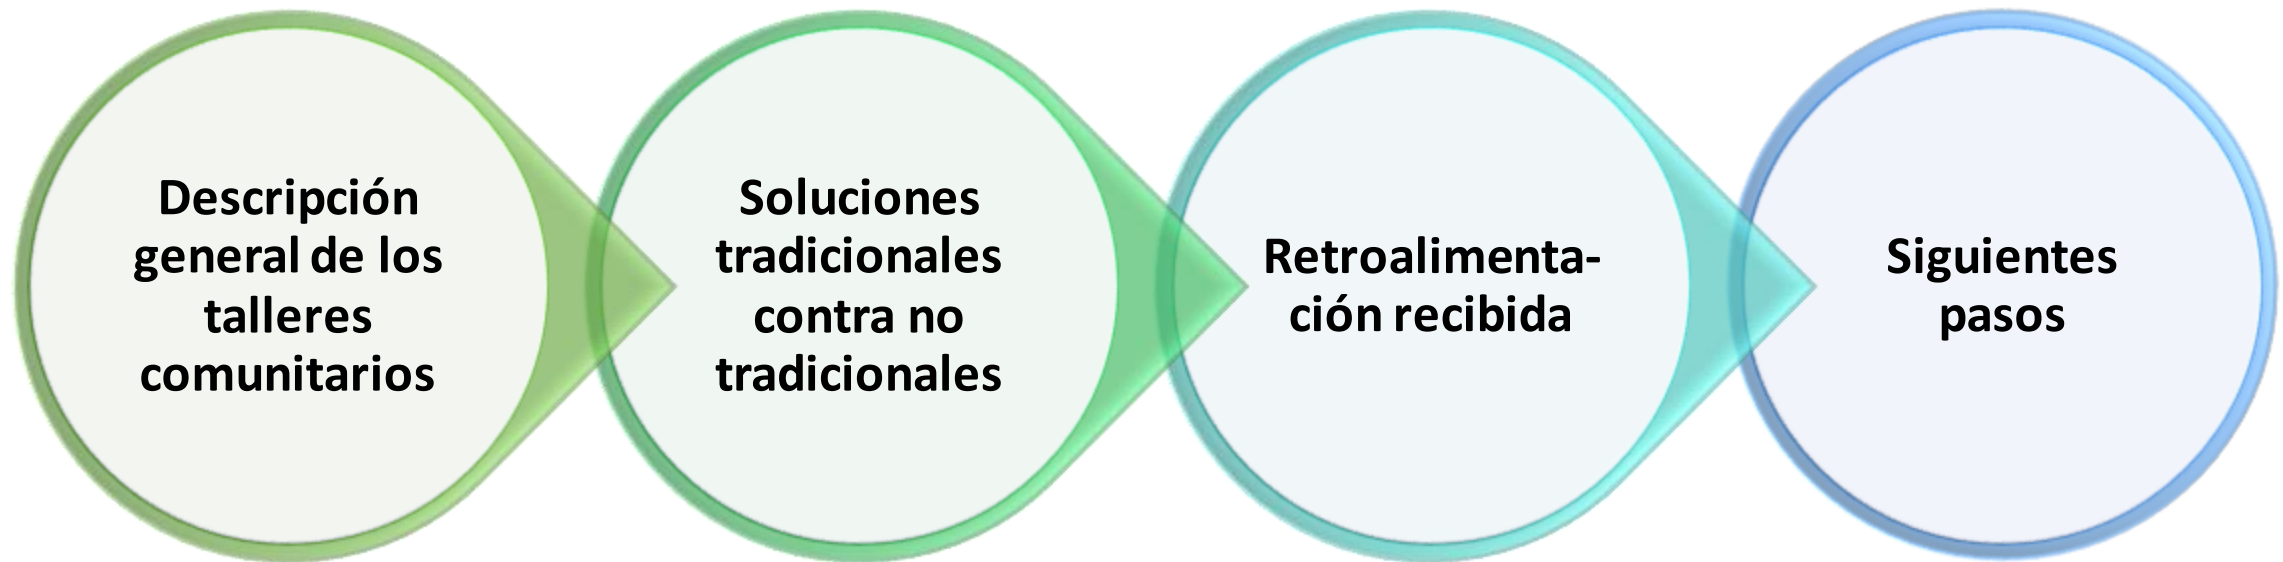 Descripción
general de los
talleres
comunitarios
Soluciones
tradicionales
contra no
tradicionales
Retroalimenta-
ción recibida
Siguientes
pasos